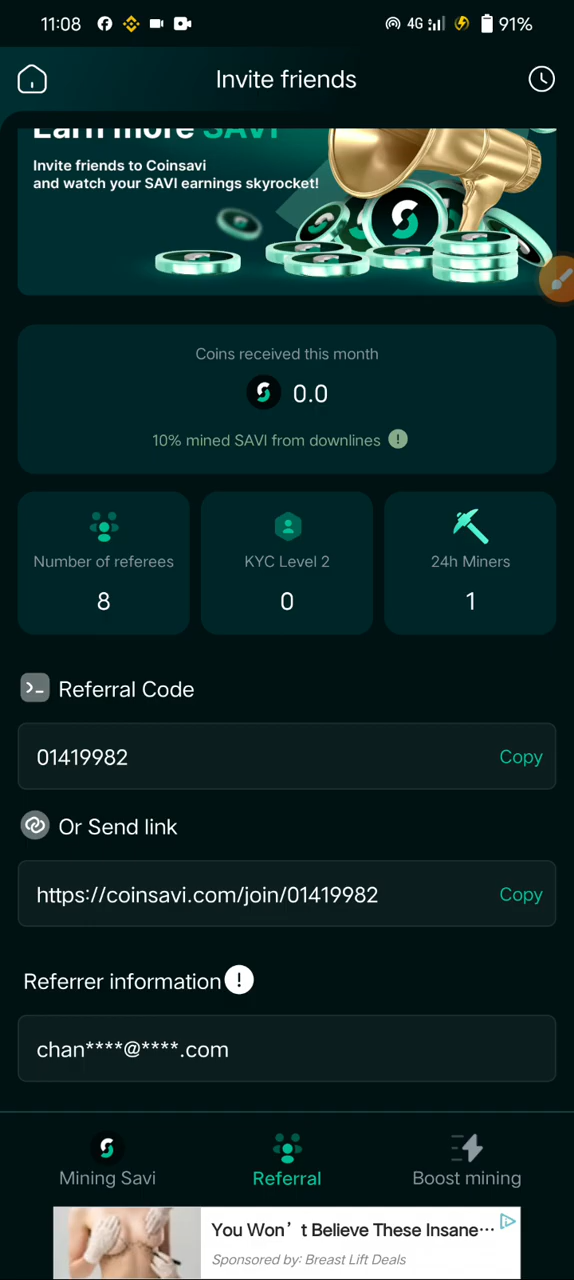 11:08
4G
91%
Invite friends
Earn more SAVI
Invite friends to Coinsavi
and watch your SAVI earnings skyrocket!
Coins received this month
0.0
10% mined SAVI from downlines !
Number of referees
8
KYC Level 2
0
24h Miners
1
Referral Code
01419982
Copy
Or Send link
https://coinsavi.com/join/01419982
Copy
Referrer information !
chan****@****.com
Mining Savi
Referral
Boost mining
You Won't Believe These Insane...
Sponsored by: Breast Lift Deals